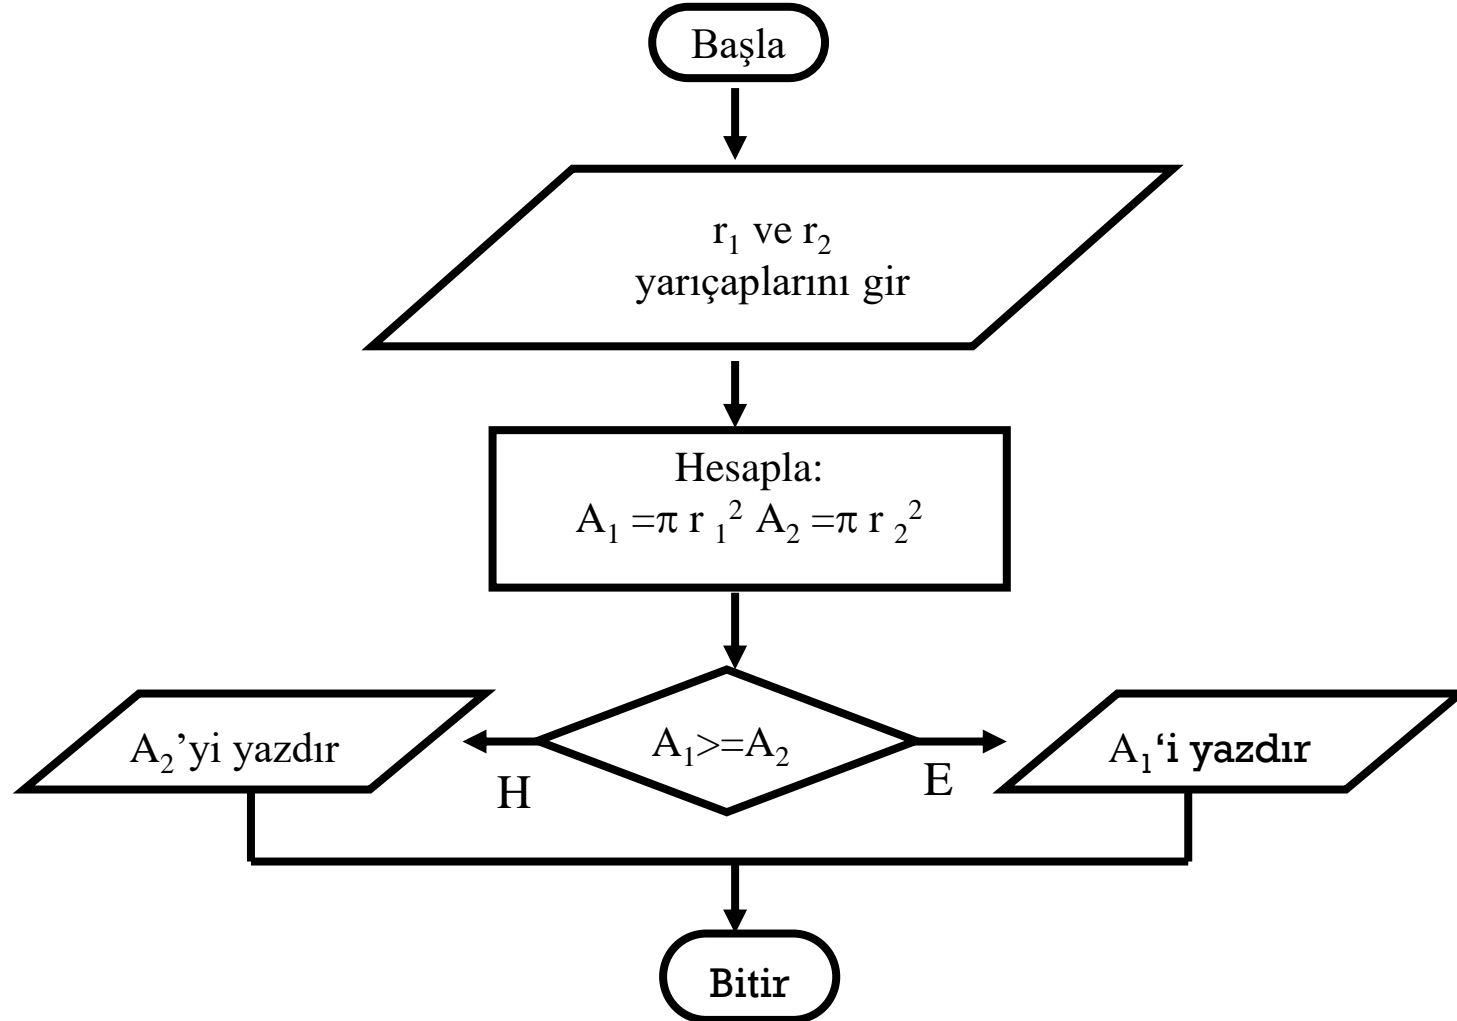 Başla
r₁ ve r₂
yarıçaplarını gir
Hesapla:
A₁ =π r ₁² A₂ =π r ₂²
A₂’yi yazdır
A₁>=A₂
A₁‘i yazdır
H
E
Bitir